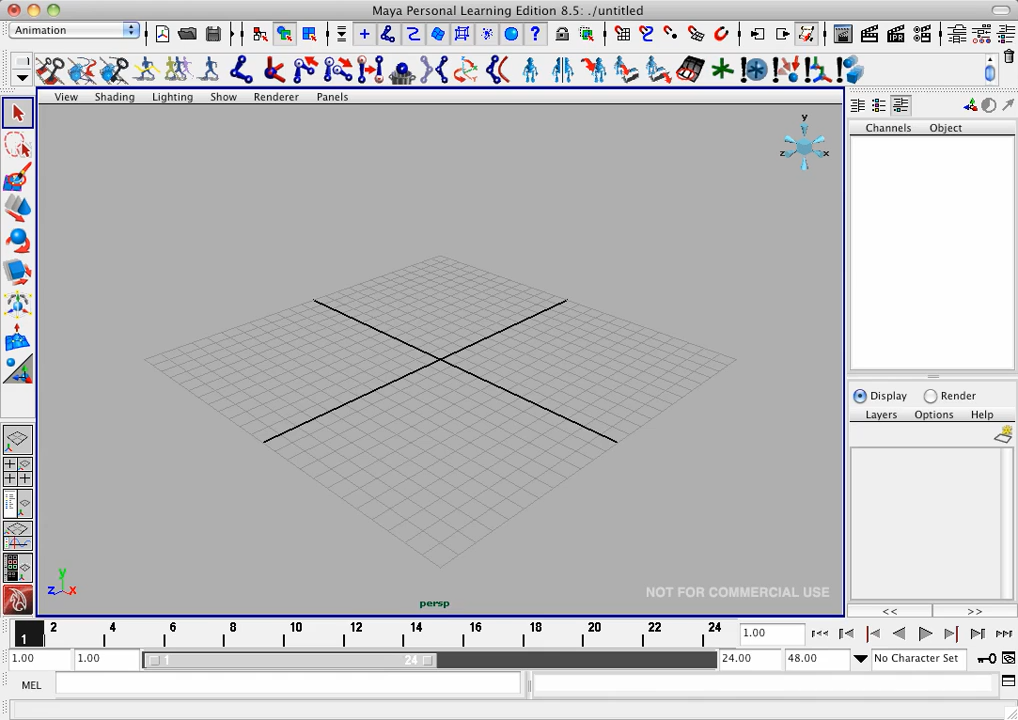 Maya Personal Learning Edition 8.5: ./untitled
Animation
View Shading Lighting Show Renderer Panels
Channels Object
y
z x
Display Render
Layers Options Help
y
z x
persp
NOT FOR COMMERCIAL USE
<< >>
1 2 4 6 8 10 12 14 16 18 20 22 24 1.00
1.00 1.00 1 24 24.00 48.00 No Character Set
MEL